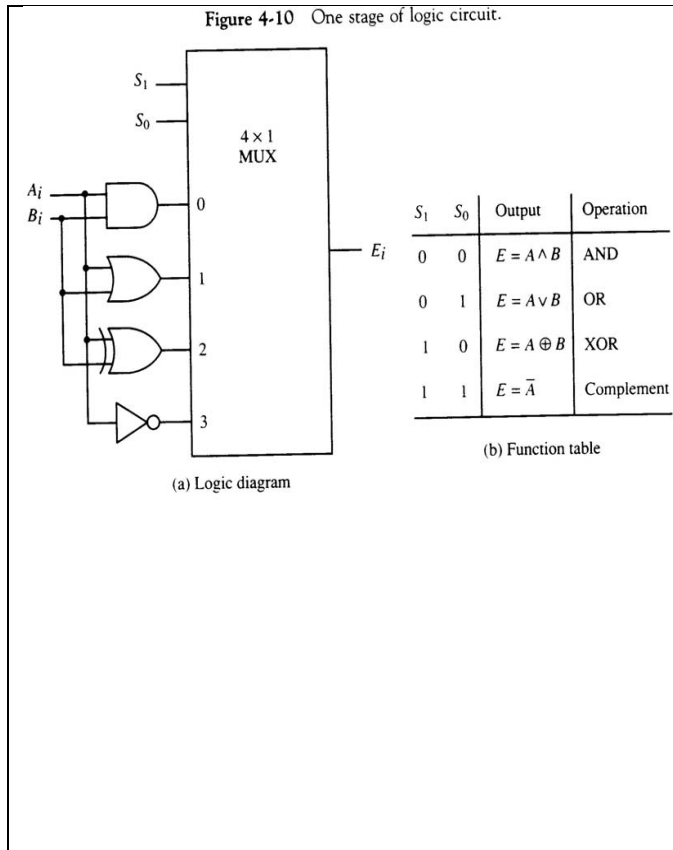 Figure 4-10 One stage of logic circuit.
S₁
S₀
4 × 1
MUX
Aᵢ
Bᵢ
0
1
2
3
Eᵢ
(a) Logic diagram
S₁ S₀ Output Operation
0 0 E = A ∧ B AND
0 1 E = A ∨ B OR
1 0 E = A ⊕ B XOR
1 1 E = A̅ Complement
(b) Function table